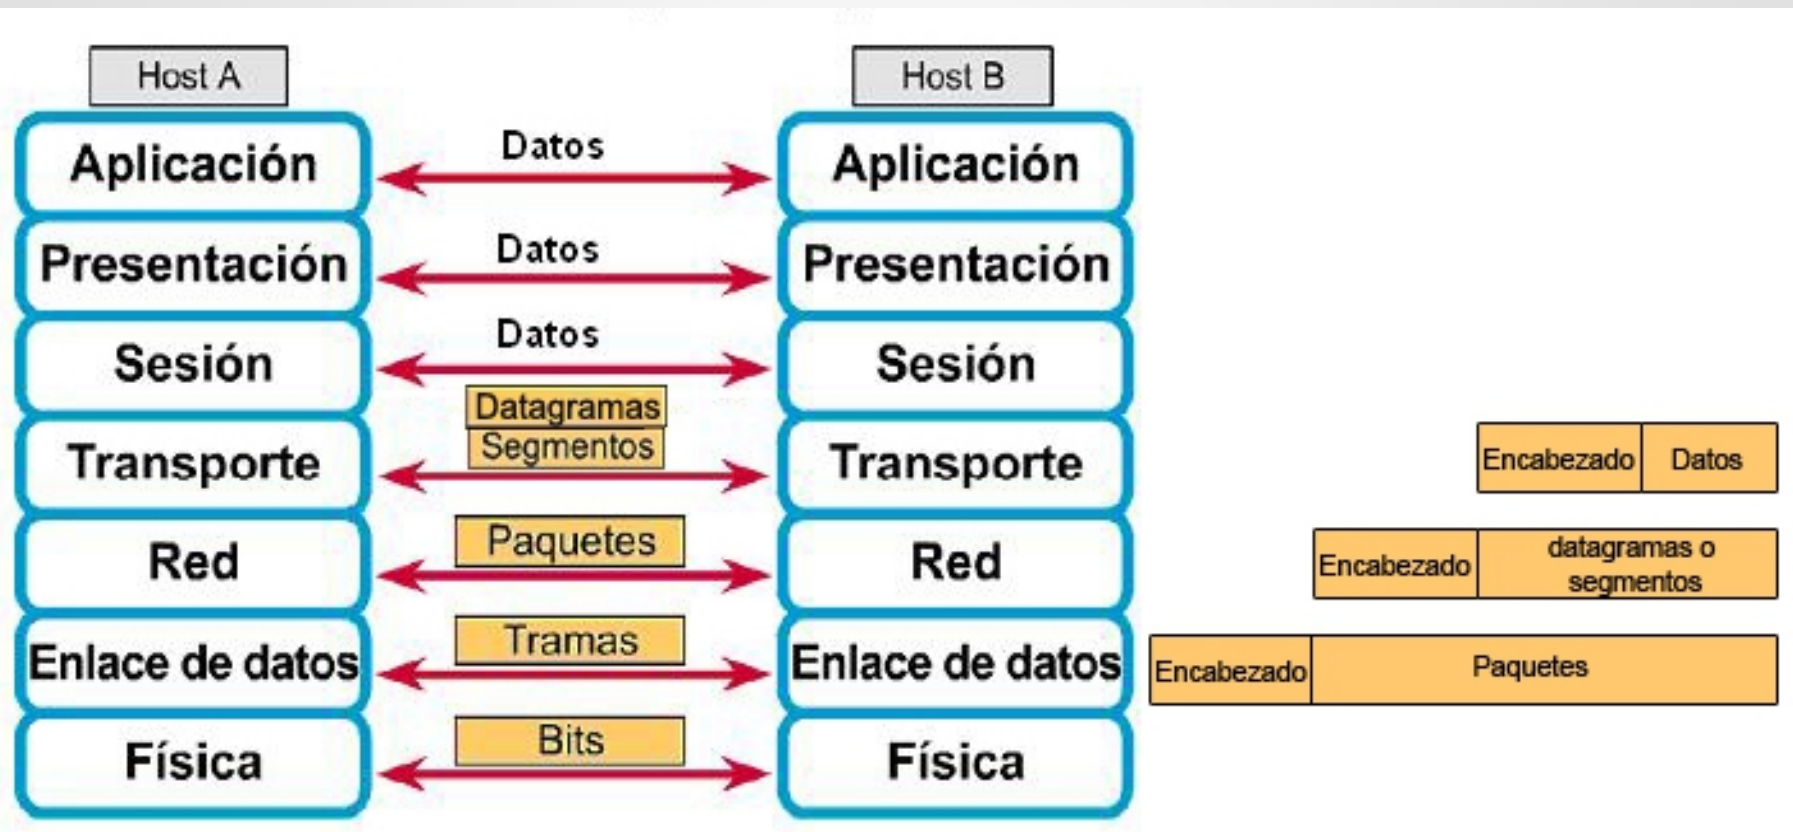 Host A
Host B
Aplicación
Datos
Aplicación
Presentación
Datos
Presentación
Sesión
Datos
Sesión
Datagramas
Segmentos
Transporte
Transporte
Encabezado
Datos
Red
Paquetes
Red
Encabezado
datagramas o
segmentos
Enlace de datos
Tramas
Enlace de datos
Encabezado
Paquetes
Física
Bits
Física